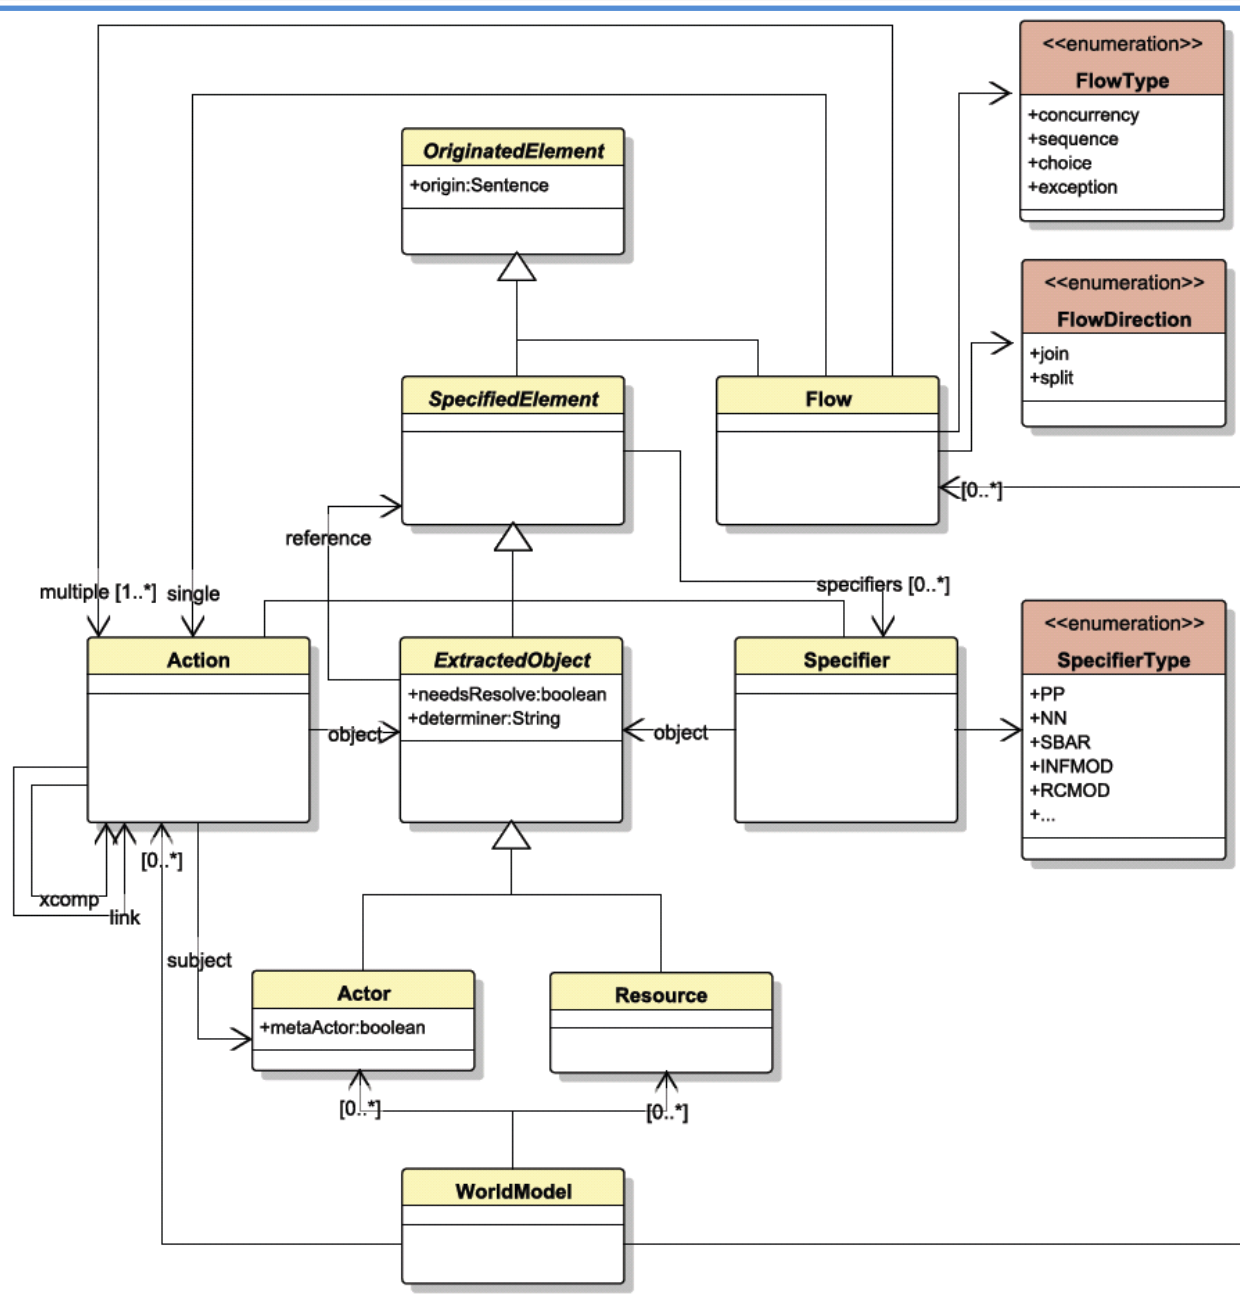 <<enumeration>>
FlowType
+concurrency
+sequence
+choice
+exception
OriginatedElement
+origin:Sentence
<<enumeration>>
FlowDirection
+join
+split
SpecifiedElement
Flow
[0..*]
reference
multiple [1..*]
single
specifiers [0..*]
Action
ExtractedObject
+needsResolve:boolean
+determiner:String
Specifier
<<enumeration>>
SpecifierType
+PP
+NN
+SBAR
+INFMOD
+RCMOD
+...
object
object
[0..*]
xcomp
link
subject
Actor
+metaActor:boolean
Resource
[0..*]
[0..*]
WorldModel